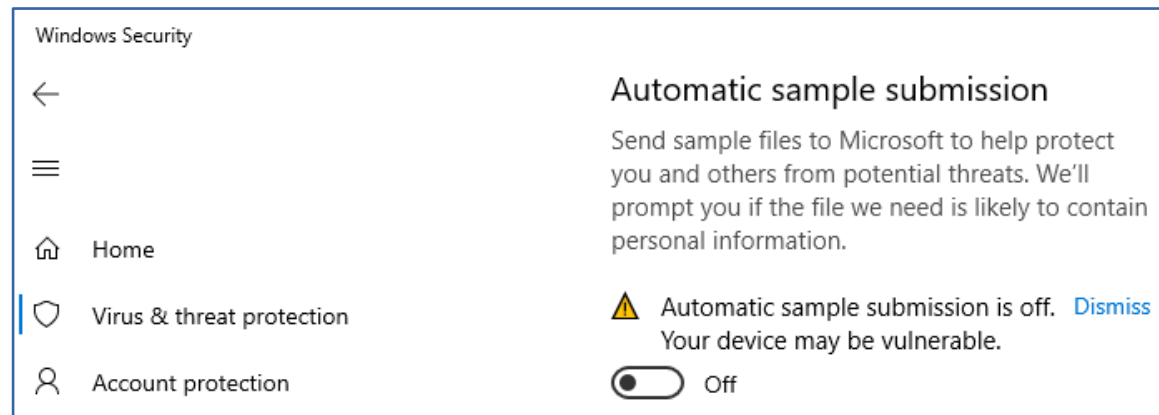 Windows Security
Home
Virus & threat protection
Account protection
Automatic sample submission
Send sample files to Microsoft to help protect
you and others from potential threats. We’ll
prompt you if the file we need is likely to contain
personal information.
Automatic sample submission is off. Dismiss
Your device may be vulnerable.
Off